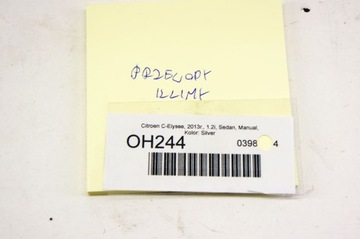 PRZEWODY
KLIMY
Citroen C-Elysee, 2013r., 1.2i, Sedan, Manual,
Kolor: Silver
OH244 0398 4